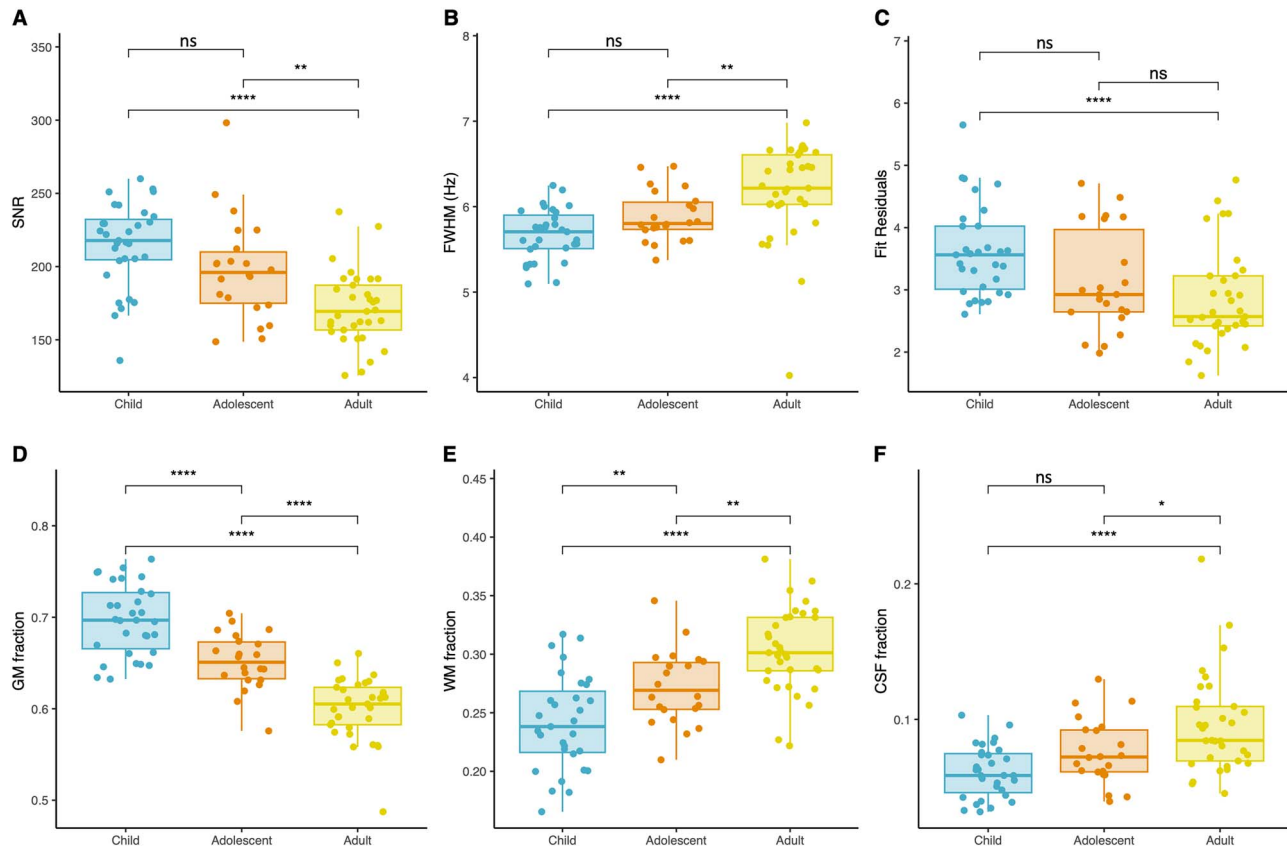 A
SNR
350
300
250
200
150
ns
**
****
Child
Adolescent
Adult
B
FWHM (Hz)
8
7
6
5
4
ns
**
****
Child
Adolescent
Adult
C
Fit Residuals
7
6
5
4
3
2
ns
ns
****
Child
Adolescent
Adult
D
GM fraction
0.8
0.7
0.6
0.5
****
****
****
Child
Adolescent
Adult
E
WM fraction
0.45
0.40
0.35
0.30
0.25
0.20
**
**
****
Child
Adolescent
Adult
F
CSF fraction
0.2
0.1
ns
*
****
Child
Adolescent
Adult